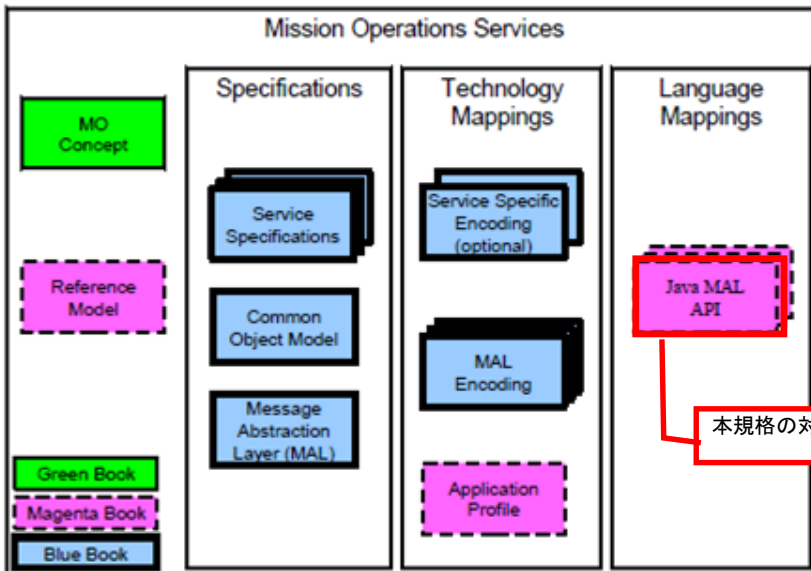 Mission Operations Services
MO
Concept
Reference
Model
Green Book
Magenta Book
Blue Book
Specifications
Service
Specifications
Common
Object Model
Message
Abstraction
Layer (MAL)
Technology
Mappings
Service Specific
Encoding
(optional)
MAL
Encoding
Application
Profile
Language
Mappings
Java MAL
API
本規格の対